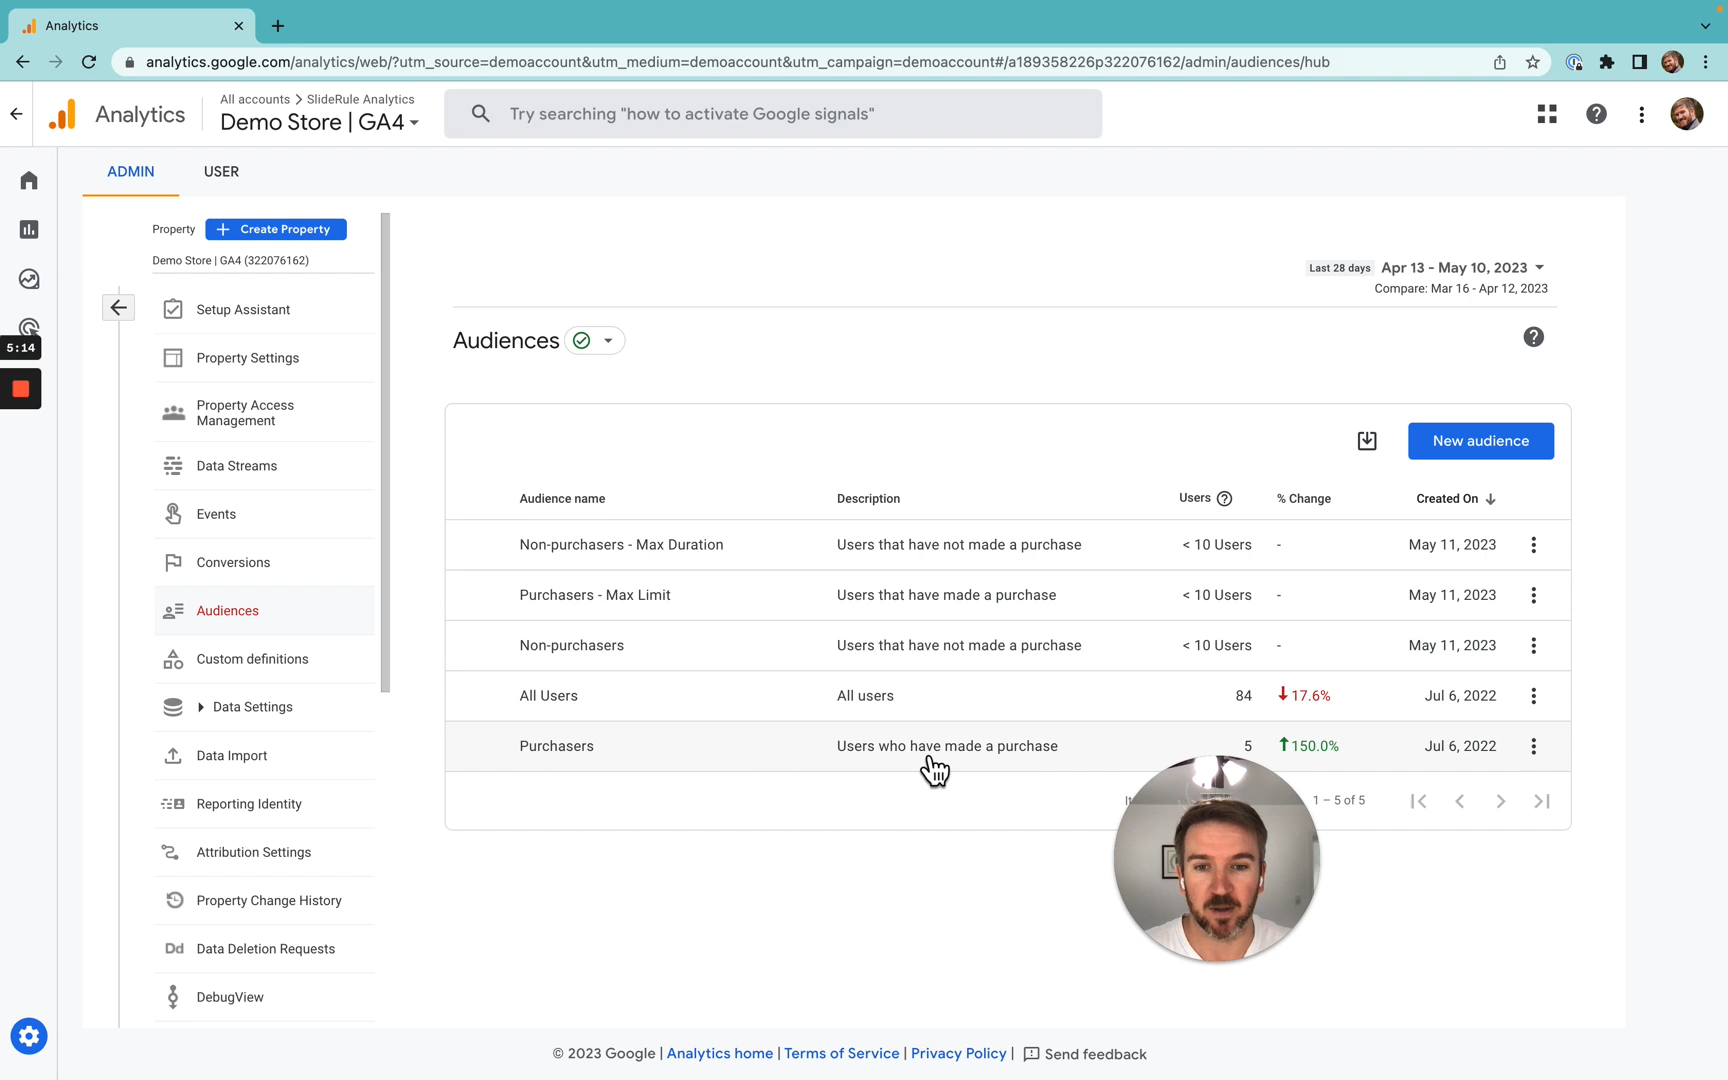 Analytics
analytics.google.com/analytics/web/?utm_source=demoaccount&utm_medium=demoaccount&utm_campaign=demoaccount#/a189358226p322076162/admin/audiences/hub
Analytics
All accounts > SlideRule Analytics
Demo Store | GA4
Try searching "how to activate Google signals"
ADMIN
USER
Property
Create Property
Demo Store | GA4 (322076162)
Setup Assistant
Property Settings
Property Access
Management
Data Streams
Events
Conversions
Audiences
Custom definitions
Data Settings
Data Import
Reporting Identity
Attribution Settings
Property Change History
Dd Data Deletion Requests
DebugView
5:14
Last 28 days Apr 13 - May 10, 2023
Compare: Mar 16 - Apr 12, 2023
Audiences
New audience
Audience name Description Users % Change Created On
Non-purchasers - Max Duration Users that have not made a purchase < 10 Users - May 11, 2023
Purchasers - Max Limit Users that have made a purchase < 10 Users - May 11, 2023
Non-purchasers Users that have not made a purchase < 10 Users - May 11, 2023
All Users All users 84 17.6% Jul 6, 2022
Purchasers Users who have made a purchase 5 150.0% Jul 6, 2022
1 – 5 of 5
© 2023 Google | Analytics home | Terms of Service | Privacy Policy | Send feedback